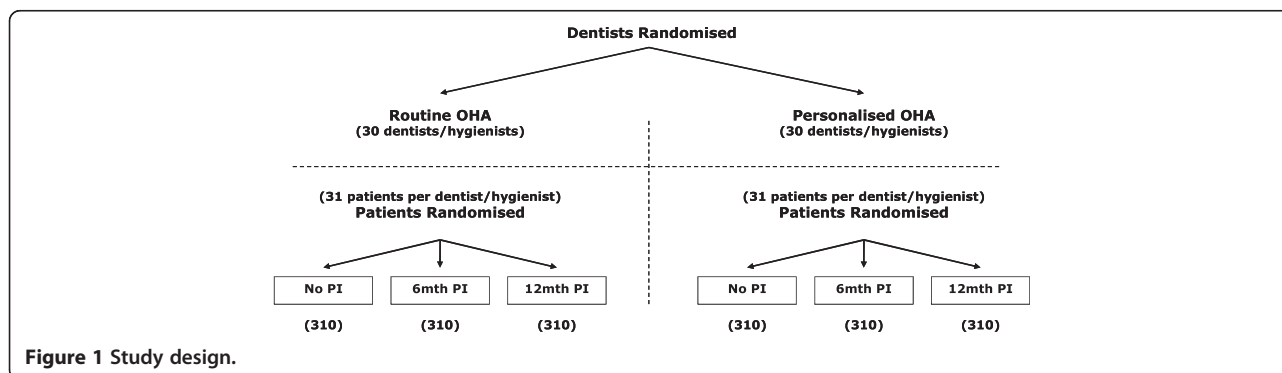 Dentists Randomised
Routine OHA
(30 dentists/hygienists)
Personalised OHA
(30 dentists/hygienists)
(31 patients per dentist/hygienist)
Patients Randomised
(31 patients per dentist/hygienist)
Patients Randomised
No PI
6mth PI
12mth PI
No PI
6mth PI
12mth PI
(310)
(310)
(310)
(310)
(310)
(310)
Figure 1 Study design.